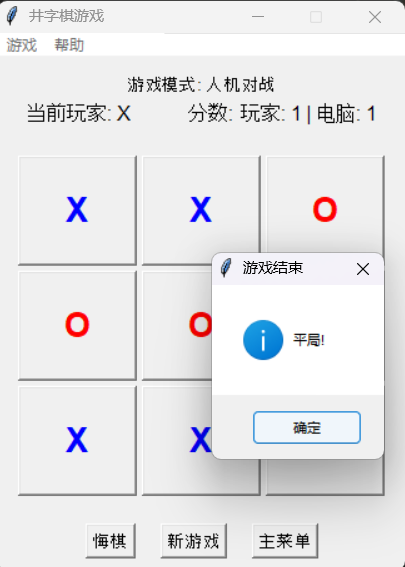 井字棋游戏
游戏 帮助
游戏模式: 人机对战
当前玩家: X 分数: 玩家: 1 | 电脑: 1
X X O
O O
X X
游戏结束
平局!
确定
悔棋 新游戏 主菜单